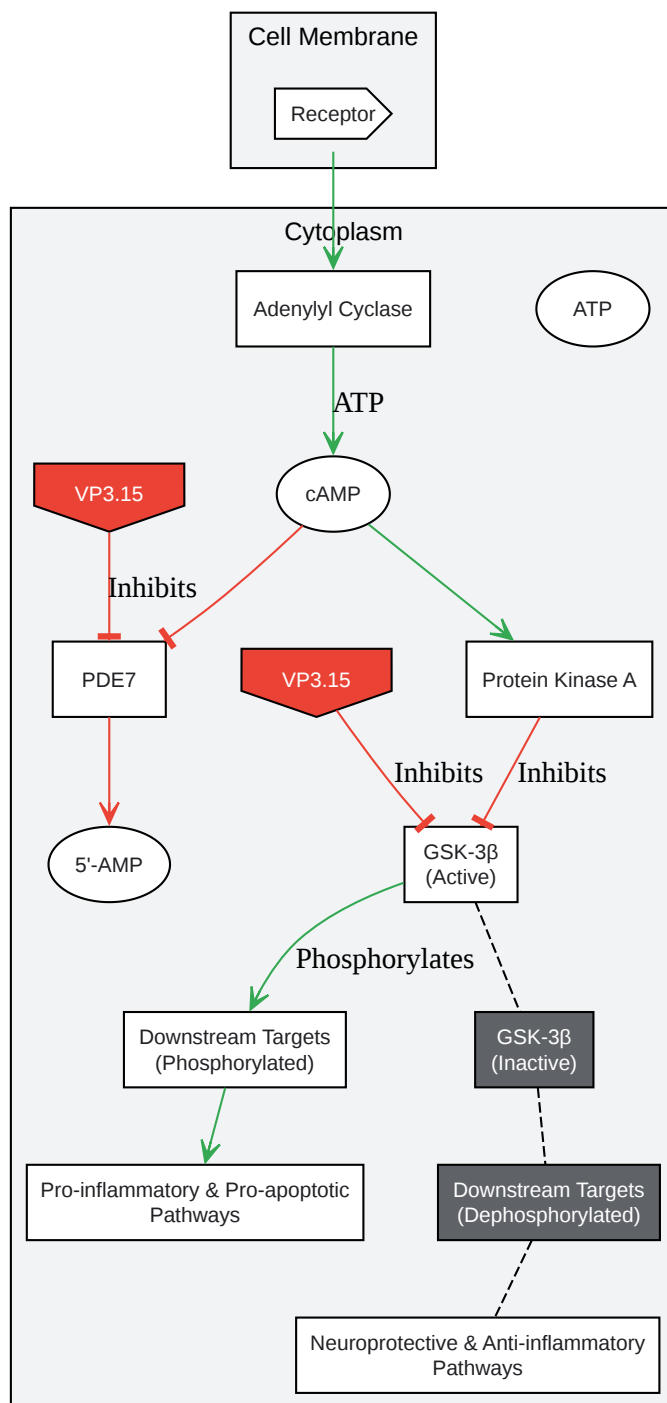 Cell Membrane
Receptor
Cytoplasm
Adenylyl Cyclase
ATP
ATP
VP3.15
cAMP
Inhibits
PDE7
VP3.15
Protein Kinase A
Inhibits
Inhibits
5'-AMP
GSK-3β
(Active)
Phosphorylates
Downstream Targets
(Phosphorylated)
GSK-3β
(Inactive)
Pro-inflammatory & Pro-apoptotic
Pathways
Downstream Targets
(Dephosphorylated)
Neuroprotective & Anti-inflammatory
Pathways